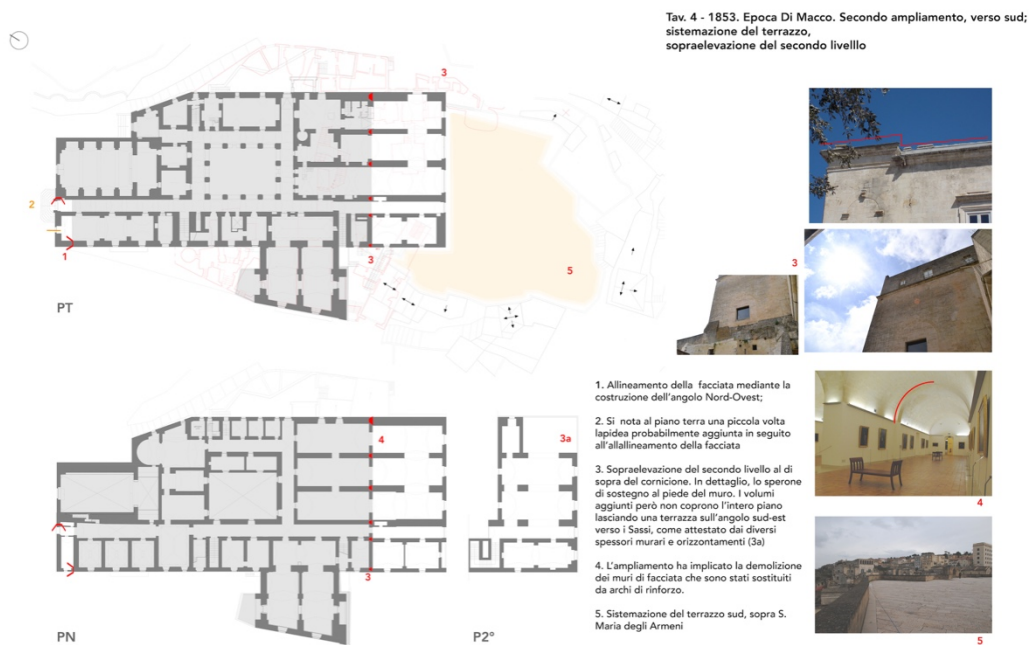 Tav. 4 - 1853. Epoca Di Macco. Secondo ampliamento, verso sud;
sistemazione del terrazzo,
sopraelevazione del secondo livelllo
3
2
1
3
5
PT
3
4
3
PN
3a
P2°
3
4
5
1. Allineamento della facciata mediante la
costruzione dell'angolo Nord-Ovest;
2. Si nota al piano terra una piccola volta
lapidea probabilmente aggiunta in seguito
all'allallineamento della facciata
3. Sopraelevazione del secondo livello al di
sopra del cornicione. In dettaglio, lo sperone
di sostegno al piede del muro. I volumi
aggiunti però non coprono l'intero piano
lasciando una terrazza sull'angolo sud-est
verso i Sassi, come attestato dai diversi
spessori murari e orizzontamenti (3a)
4. L'ampliamento ha implicato la demolizione
dei muri di facciata che sono stati sostituiti
da archi di rinforzo.
5. Sistemazione del terrazzo sud, sopra S.
Maria degli Armeni